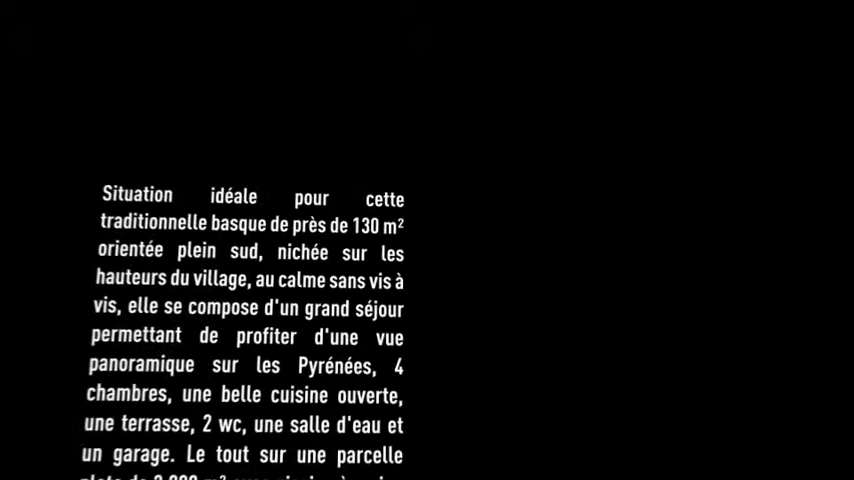 Situation idéale pour cette
traditionnelle basque de près de 130 m²
orientée plein sud, nichée sur les
hauteurs du village, au calme sans vis à
vis, elle se compose d'un grand séjour
permettant de profiter d'une vue
panoramique sur les Pyrénées, 4
chambres, une belle cuisine ouverte,
une terrasse, 2 wc, une salle d'eau et
un garage. Le tout sur une parcelle